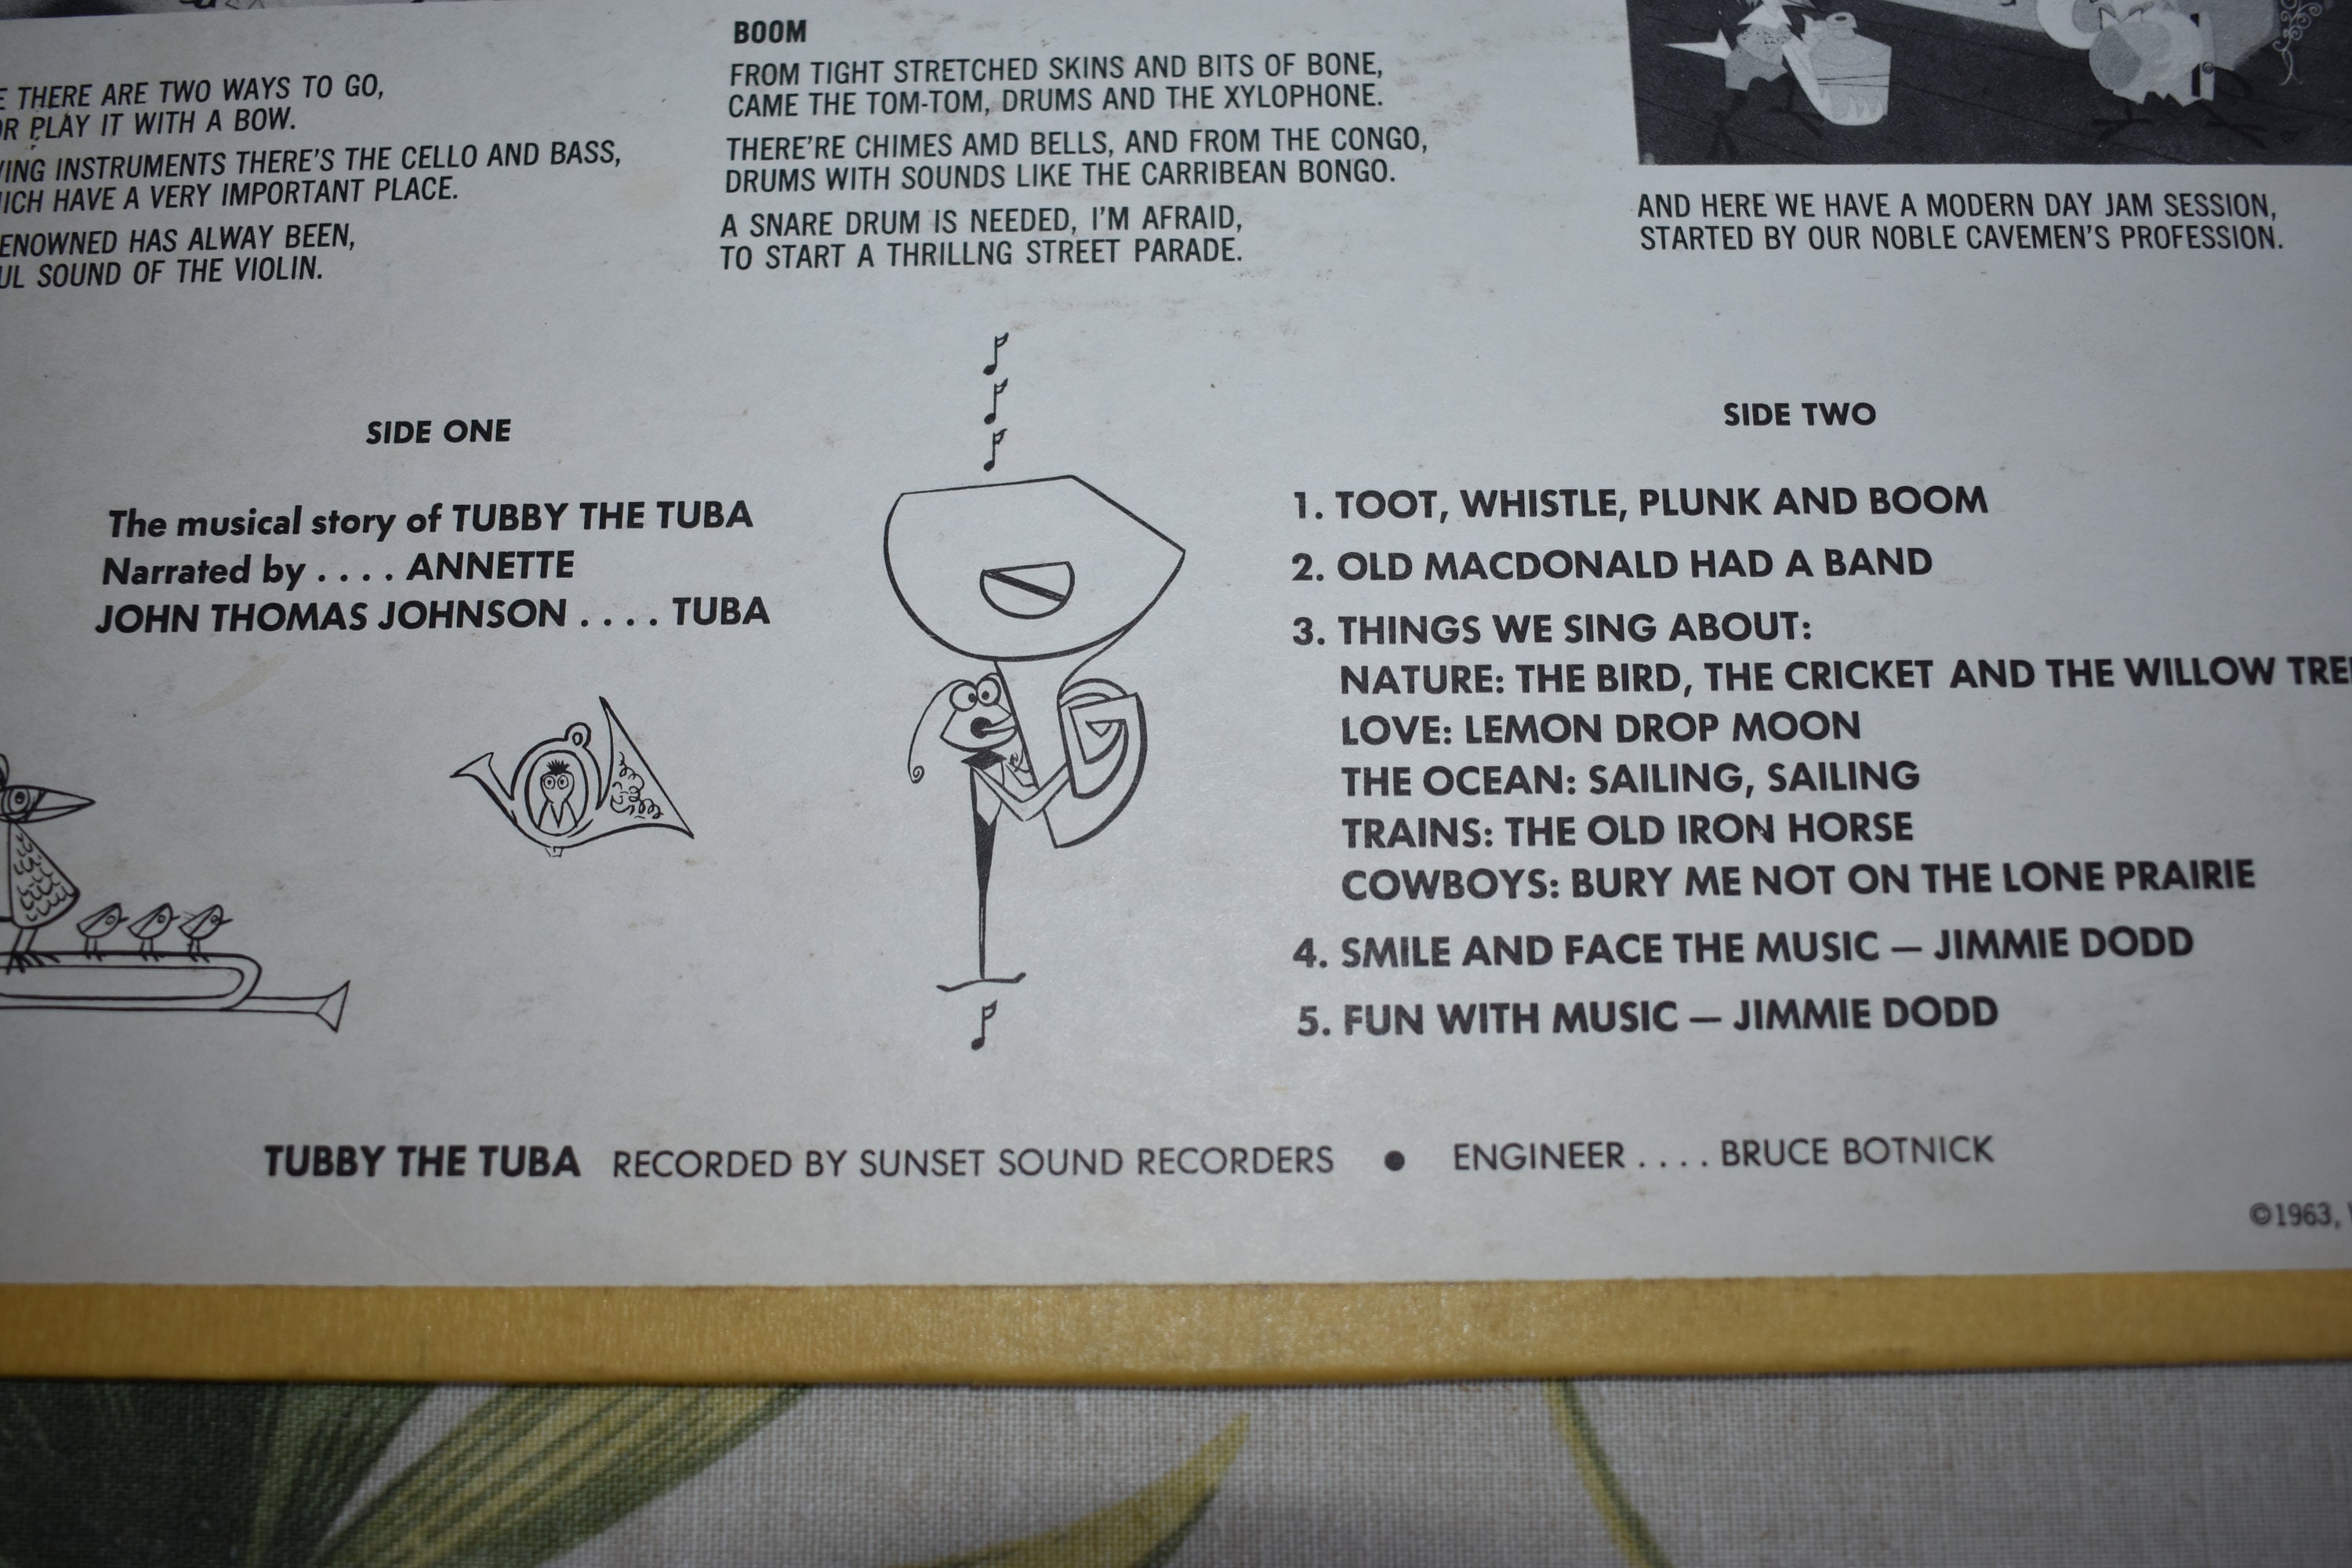 THERE ARE TWO WAYS TO GO,
PLAY IT WITH A BOW.
INSTRUMENTS THERE'S THE CELLO AND BASS,
HAVE A VERY IMPORTANT PLACE.
HAS ALWAY BEEN,
SOUND OF THE VIOLIN.
BOOM
FROM TIGHT STRETCHED SKINS AND BITS OF BONE,
CAME THE TOM-TOM, DRUMS AND THE XYLOPHONE.
THERE'RE CHIMES AMD BELLS, AND FROM THE CONGO,
DRUMS WITH SOUNDS LIKE THE CARRIBEAN BONGO.
A SNARE DRUM IS NEEDED, I'M AFRAID,
TO START A THRILLNG STREET PARADE.
AND HERE WE HAVE A MODERN DAY JAM SESSION,
STARTED BY OUR NOBLE CAVEMEN'S PROFESSION.
SIDE ONE
The musical story of TUBBY THE TUBA
Narrated by . . . . ANNETTE
JOHN THOMAS JOHNSON . . . . TUBA
SIDE TWO
1. TOOT, WHISTLE, PLUNK AND BOOM
2. OLD MACDONALD HAD A BAND
3. THINGS WE SING ABOUT:
NATURE: THE BIRD, THE CRICKET AND THE WILLOW
LOVE: LEMON DROP MOON
THE OCEAN: SAILING, SAILING
TRAINS: THE OLD IRON HORSE
COWBOYS: BURY ME NOT ON THE LONE PRAIRIE
4. SMILE AND FACE THE MUSIC — JIMMIE DODD
5. FUN WITH MUSIC — JIMMIE DODD
TUBBY THE TUBA RECORDED BY SUNSET SOUND RECORDERS ● ENGINEER . . . . BRUCE BOTNICK
©1963,